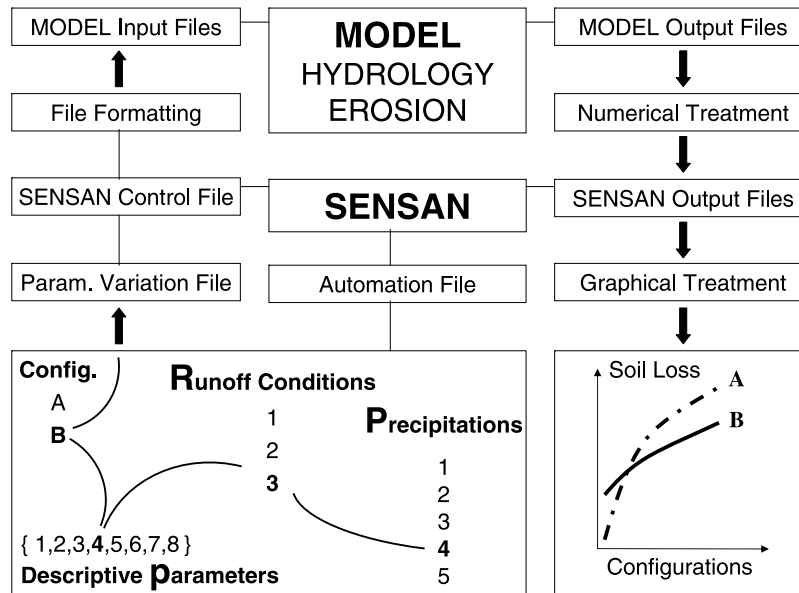 MODEL Input Files
MODEL
HYDROLOGY
EROSION
MODEL Output Files
File Formatting
Numerical Treatment
SENSAN Control File
SENSAN
SENSAN Output Files
Param. Variation File
Automation File
Graphical Treatment
Config.
A
B
Runoff Conditions
1
2
3
Precipitations
1
2
3
4
5
{ 1,2,3,4,5,6,7,8 }
Descriptive parameters
Soil Loss
A
B
Configurations